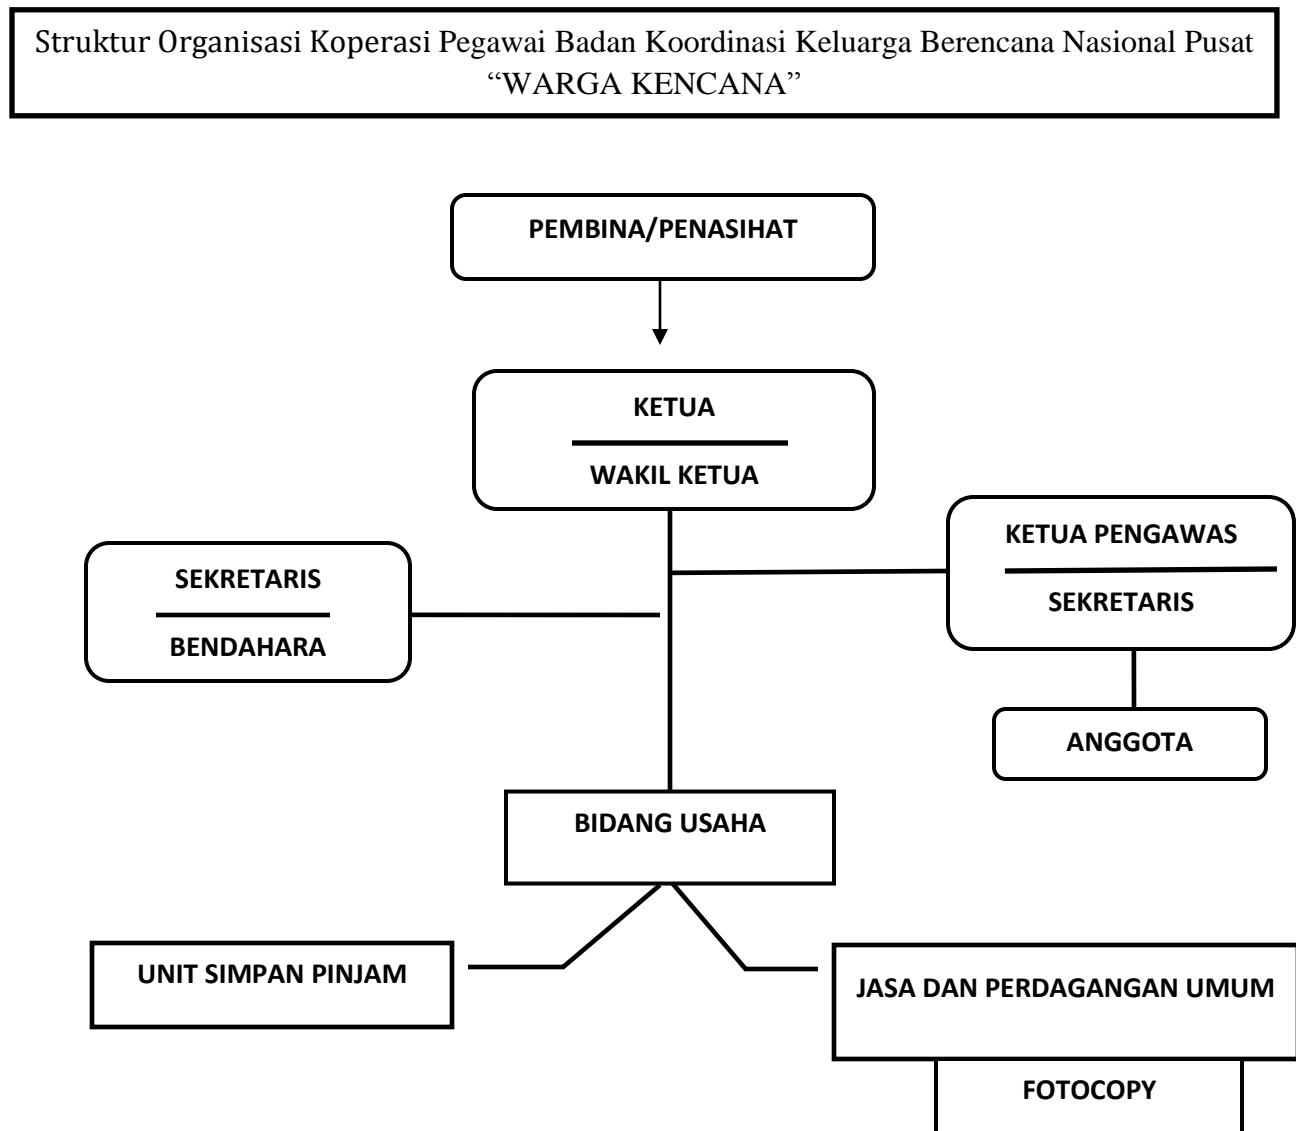 Struktur Organisasi Koperasi Pegawai Badan Koordinasi Keluarga Berencana Nasional Pusat
“WARGA KENCANA”
PEMBINA/PENASIHAT
KETUA
WAKIL KETUA
KETUA PENGAWAS
SEKRETARIS
SEKRETARIS
BENDAHARA
ANGGOTA
BIDANG USAHA
UNIT SIMPAN PINJAM
JASA DAN PERDAGANGAN UMUM
FOTOCOPY